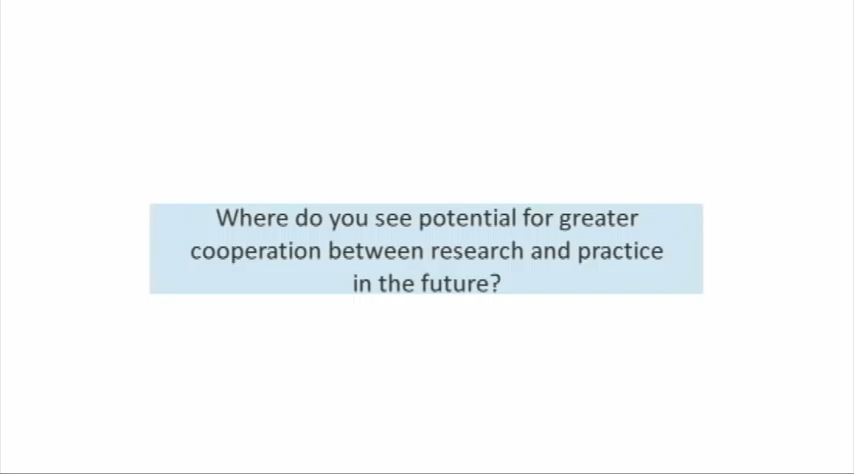 Where do you see potential for greater
cooperation between research and practice
in the future?